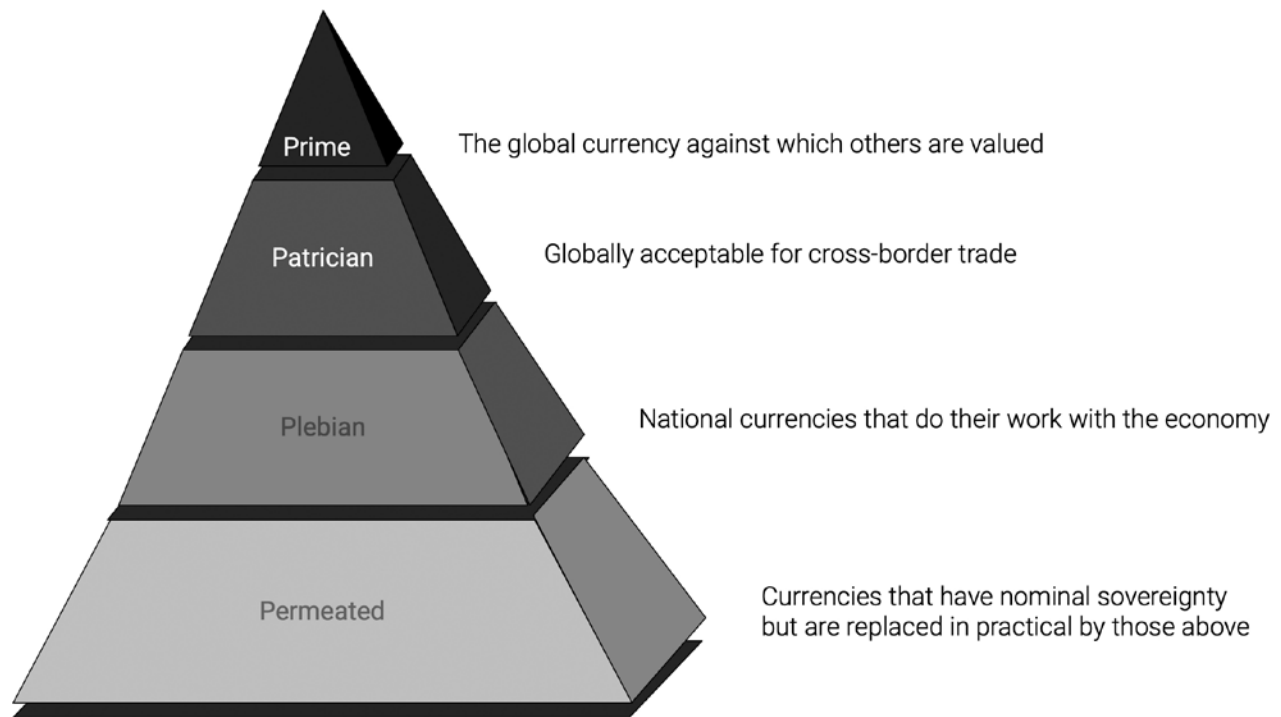 Prime
The global currency against which others are valued
Patrician
Globally acceptable for cross-border trade
Plebian
National currencies that do their work with the economy
Permeated
Currencies that have nominal sovereignty
but are replaced in practical by those above